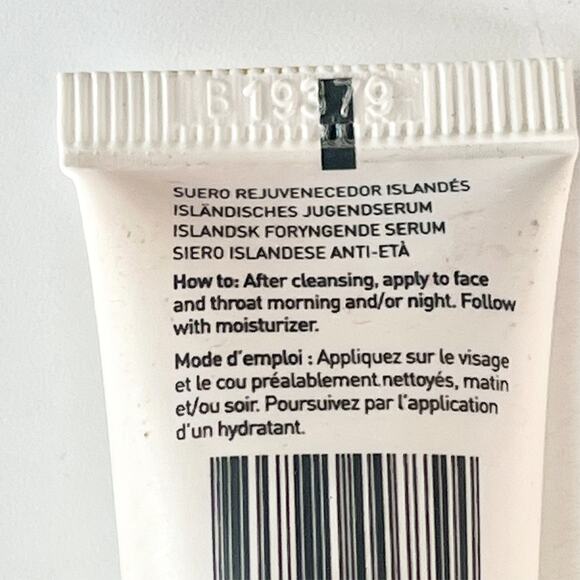 B 19379
SUERO REJUVENECEDOR ISLANDÉS
ISLÄNDISCHES JUGENDSERUM
ISLANDSK FORYNGENDE SERUM
SIERO ISLANDESE ANTI-ETÀ
How to: After cleansing, apply to face
and throat morning and/or night. Follow
with moisturizer.
Mode d'emploi : Appliquez sur le visage
et le cou préalablement nettoyés, matin
et/ou soir. Poursuivez par l'application
d'un hydratant.